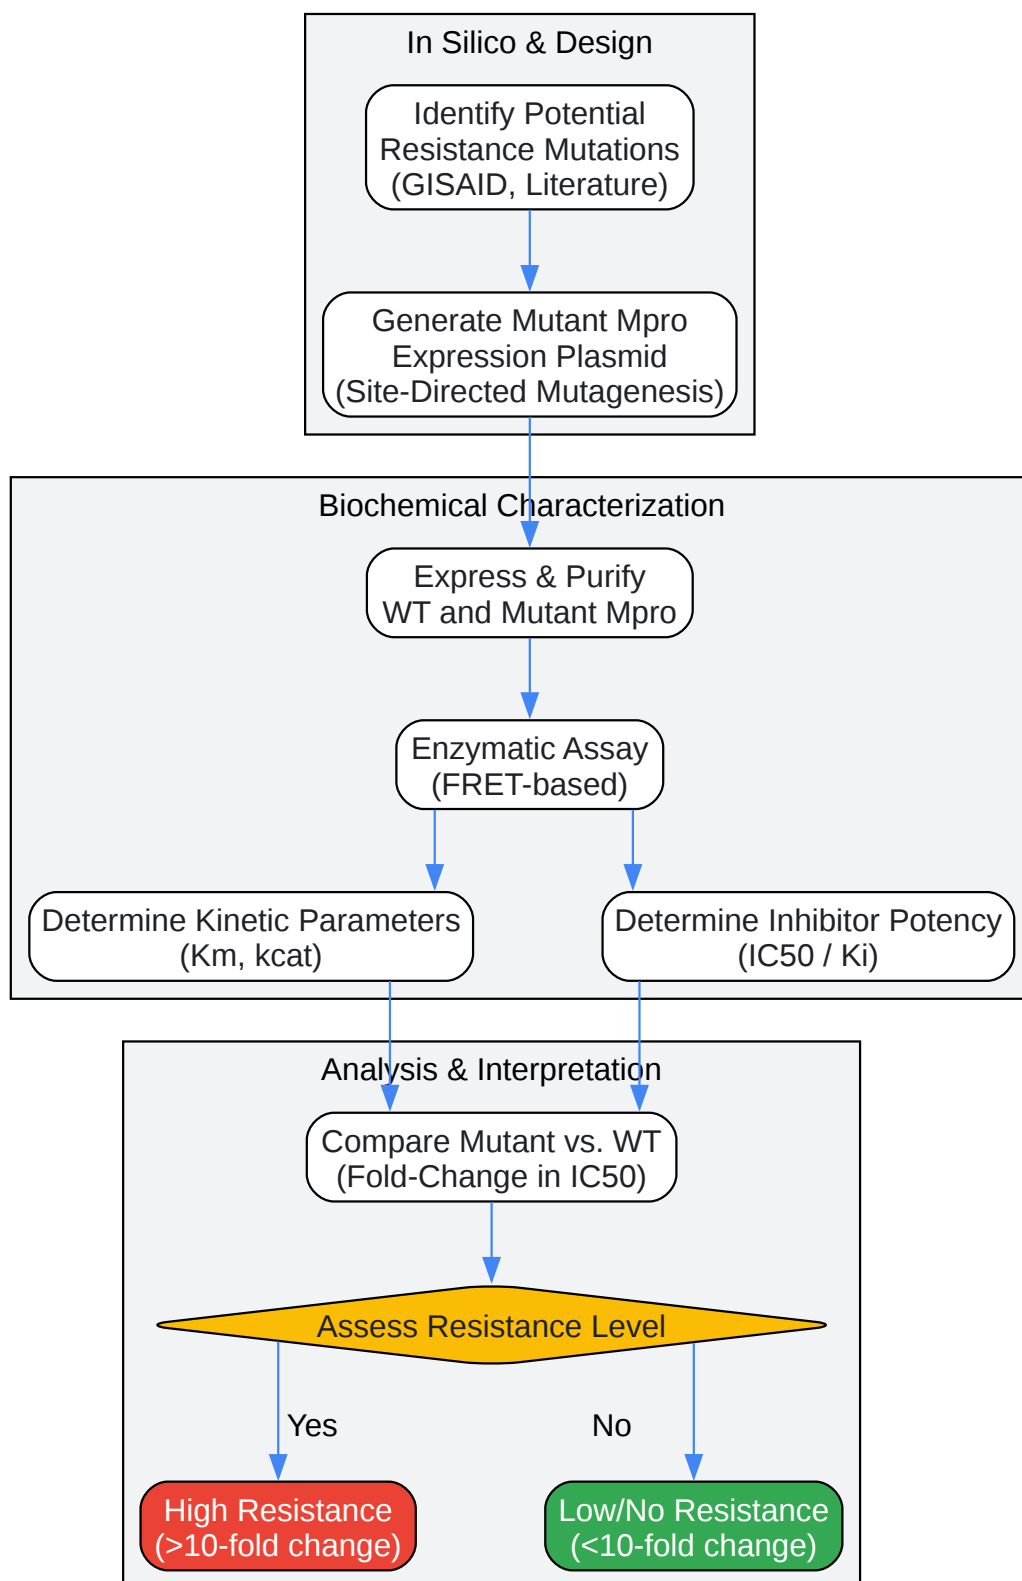 In Silico & Design
Identify Potential
Resistance Mutations
(GISAID, Literature)
Generate Mutant Mpro
Expression Plasmid
(Site-Directed Mutagenesis)
Biochemical Characterization
Express & Purify
WT and Mutant Mpro
Enzymatic Assay
(FRET-based)
Determine Kinetic Parameters
(Km, kcat)
Determine Inhibitor Potency
(IC50 / Ki)
Analysis & Interpretation
Compare Mutant vs. WT
(Fold-Change in IC50)
Assess Resistance Level
Yes
No
High Resistance
(>10-fold change)
Low/No Resistance
(<10-fold change)